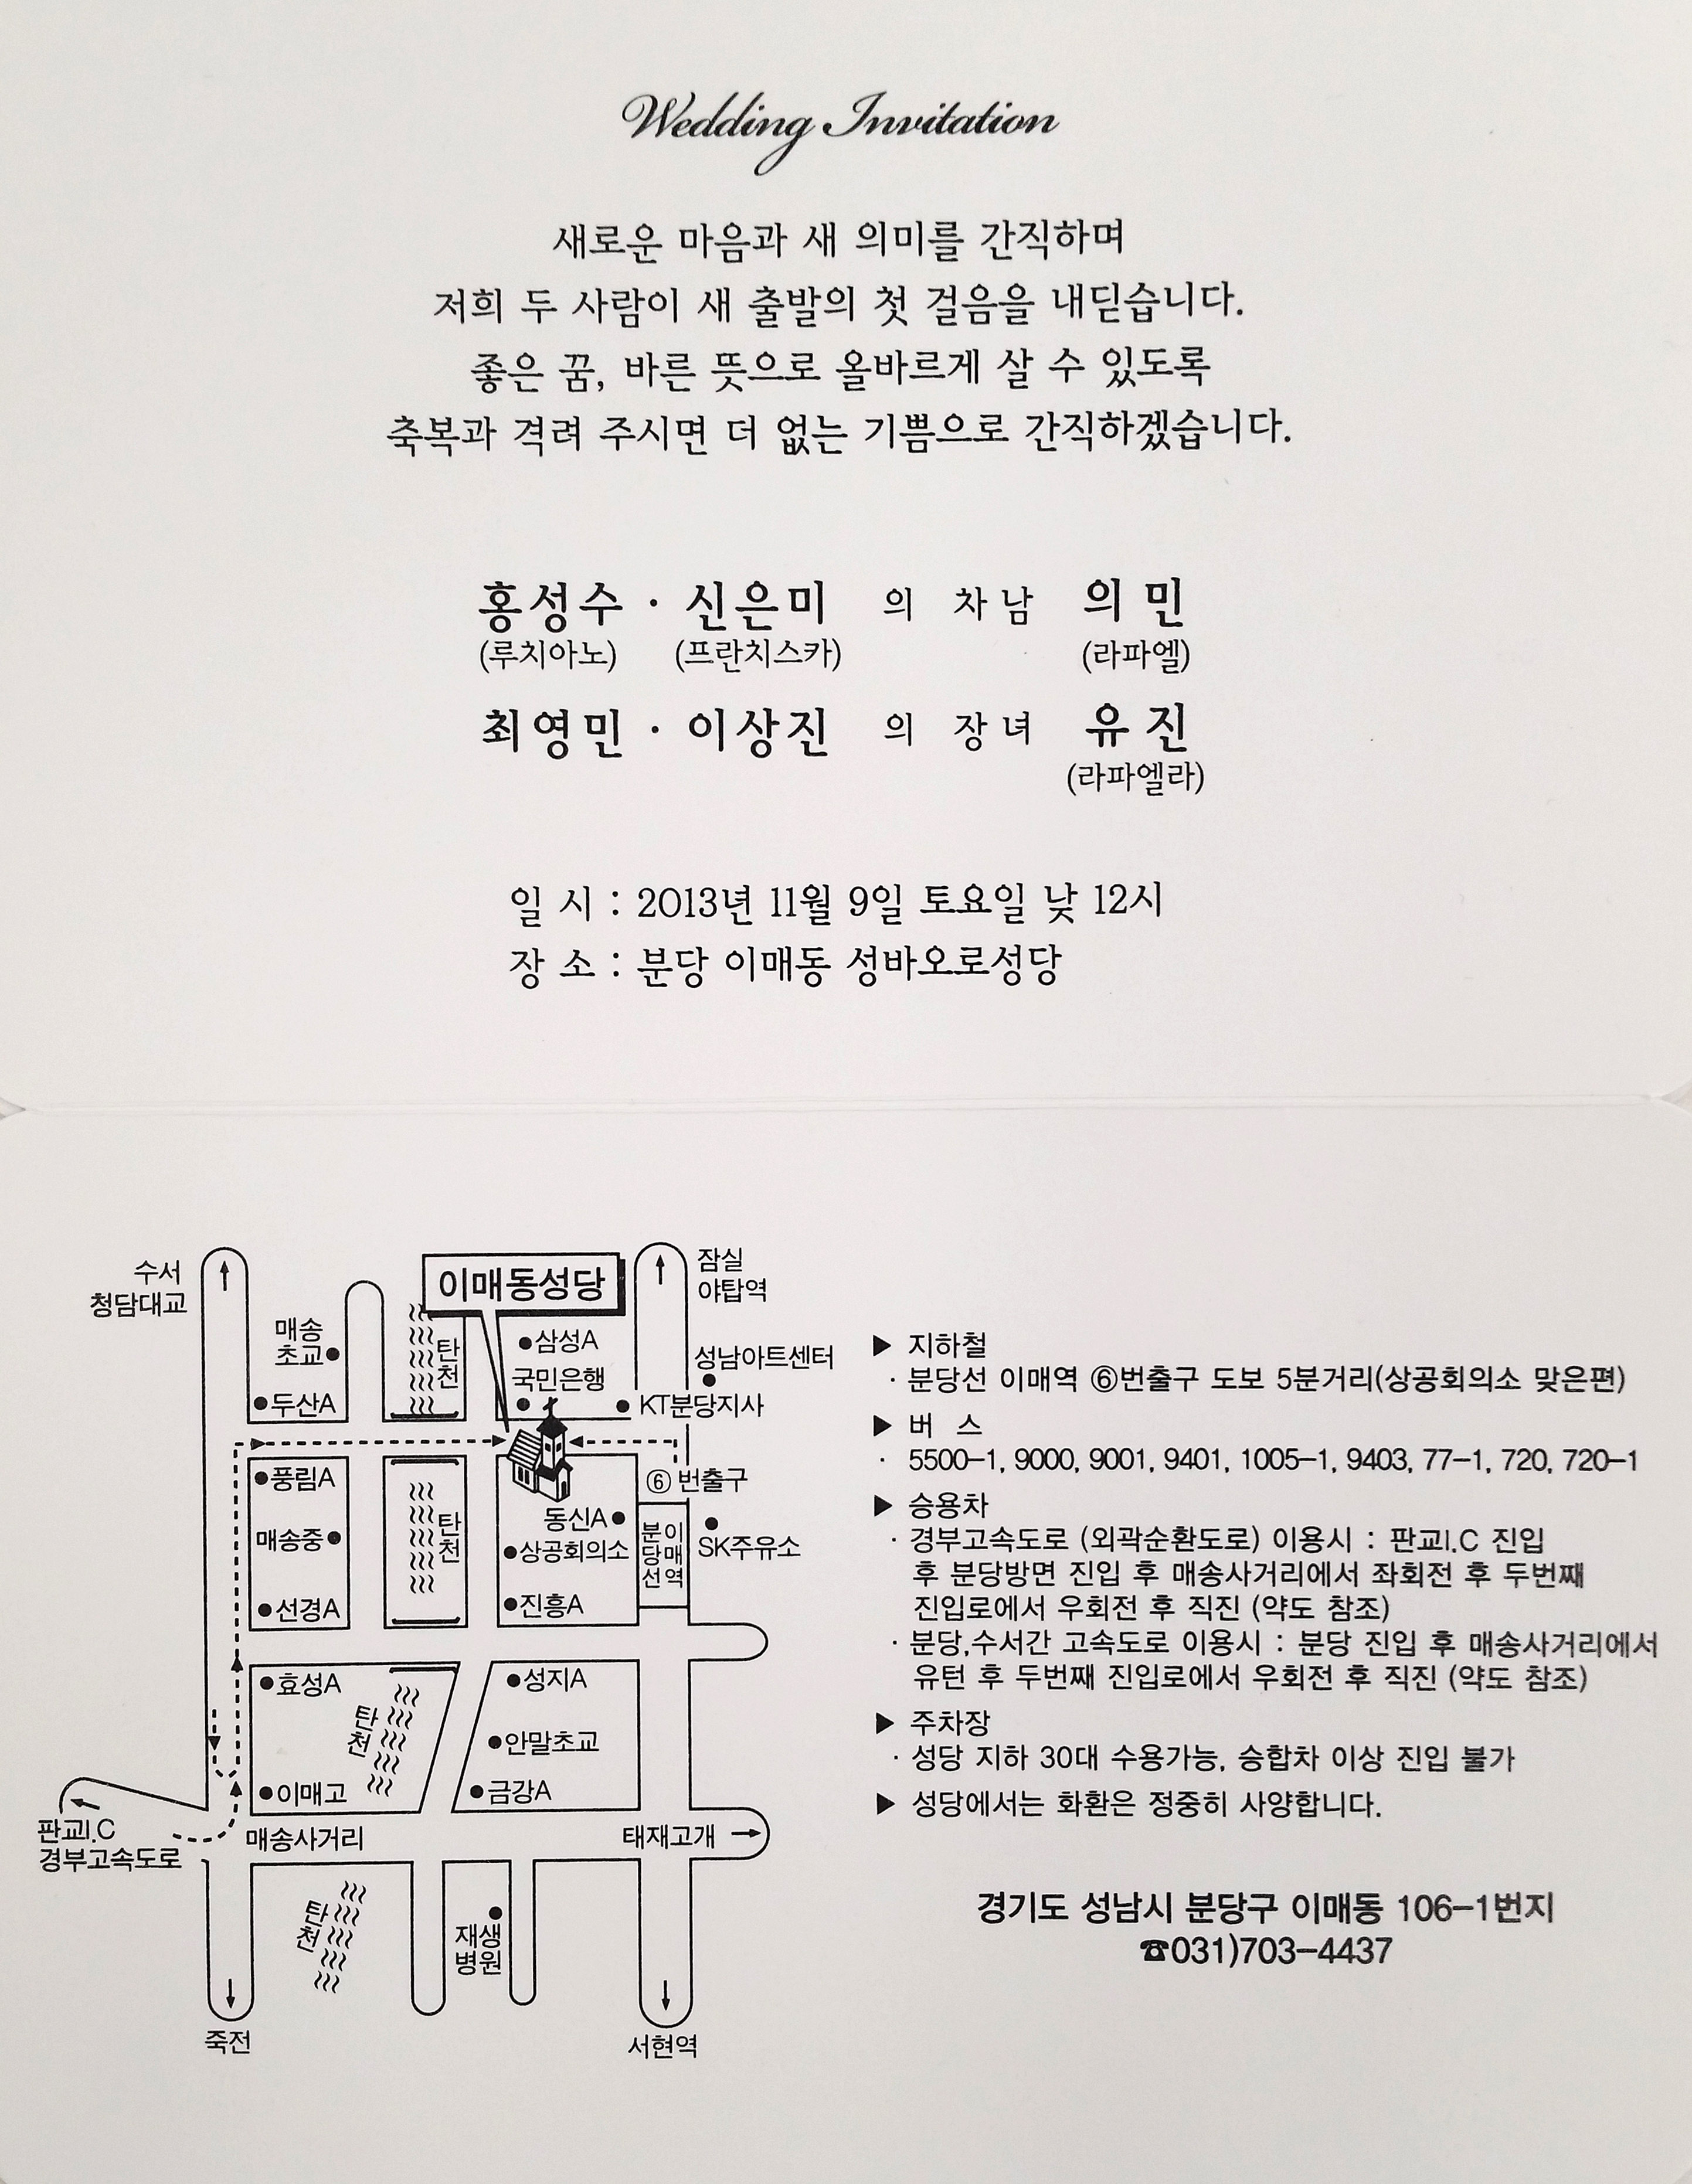 Wedding Invitation
새로운 마음과 새 의미를 간직하며
저희 두 사람이 새 출발의 첫 걸음을 내딛습니다.
좋은 꿈, 바른 뜻으로 올바르게 살 수 있도록
축복과 격려 주시면 더 없는 기쁨으로 간직하겠습니다.
홍성수 · 신은미 의 차남 의민
(루치아노) (프란치스카) (라파엘)
최영민 · 이상진 의 장녀 유진
(라파엘라)
일 시 : 2013년 11월 9일 토요일 낮 12시
장 소 : 분당 이매동 성바오로성당
수서
청담대교
이매동성당
잠실
야탑역
매송
초교
탄천
삼성A
국민은행
성남아트센터
두산A
KT분당지사
풍림A
⑥번출구
매송중
탄천
동신A
상공회의소
분당선
이매역
SK주유소
선경A
진흥A
효성A
탄천
성지A
안말초교
이매고
금강A
판교I.C
경부고속도로
매송사거리
태재고개
탄천
재생
병원
죽전
서현역
▶ 지하철
· 분당선 이매역 ⑥번출구 도보 5분거리(상공회의소 맞은편)
▶ 버 스
· 5500-1, 9000, 9001, 9401, 1005-1, 9403, 77-1, 720, 720-1
▶ 승용차
· 경부고속도로 (외곽순환도로) 이용시 : 판교I.C 진입
후 분당방면 진입 후 매송사거리에서 좌회전 후 두번째
진입로에서 우회전 후 직진 (약도 참조)
· 분당,수서간 고속도로 이용시 : 분당 진입 후 매송사거리에서
유턴 후 두번째 진입로에서 우회전 후 직진 (약도 참조)
▶ 주차장
· 성당 지하 30대 수용가능, 승합차 이상 진입 불가
▶ 성당에서는 화환은 정중히 사양합니다.
경기도 성남시 분당구 이매동 106-1번지
☎031)703-4437